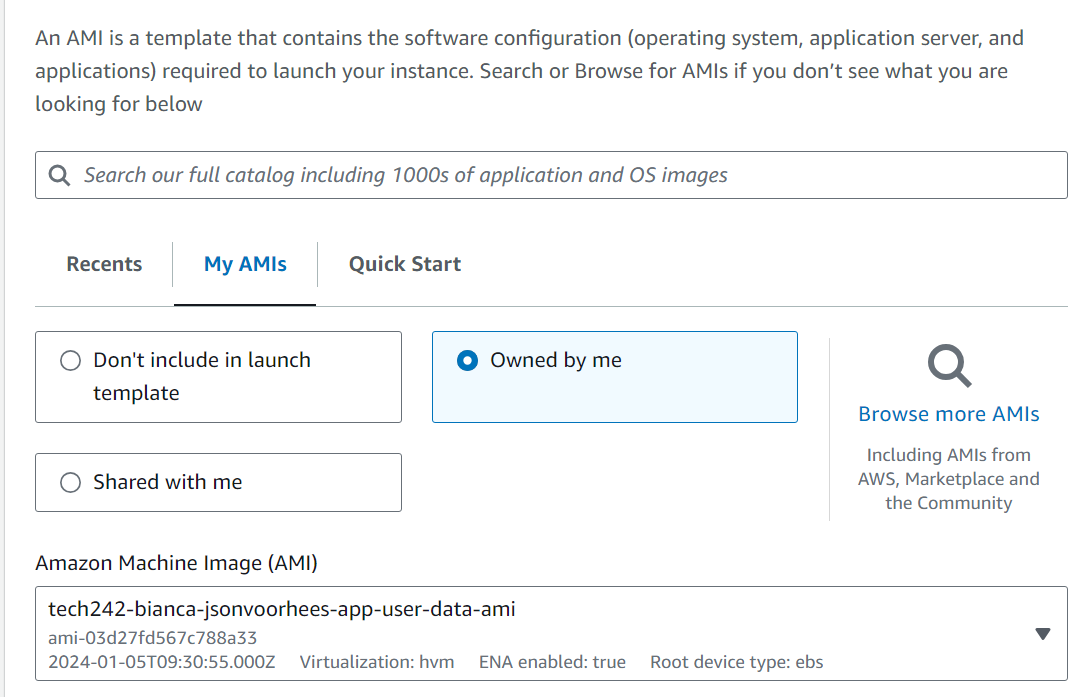 An AMI is a template that contains the software configuration (operating system, application server, and
applications) required to launch your instance. Search or Browse for AMIs if you don’t see what you are
looking for below
Search our full catalog including 1000s of application and OS images
Recents
My AMIs
Quick Start
Don't include in launch
template
Owned by me
Shared with me
Browse more AMIs
Including AMIs from
AWS, Marketplace and
the Community
Amazon Machine Image (AMI)
tech242-bianca-jsonvoorhees-app-user-data-ami
ami-03d27fd567c788a33
2024-01-05T09:30:55.000Z Virtualization: hvm ENA enabled: true Root device type: ebs